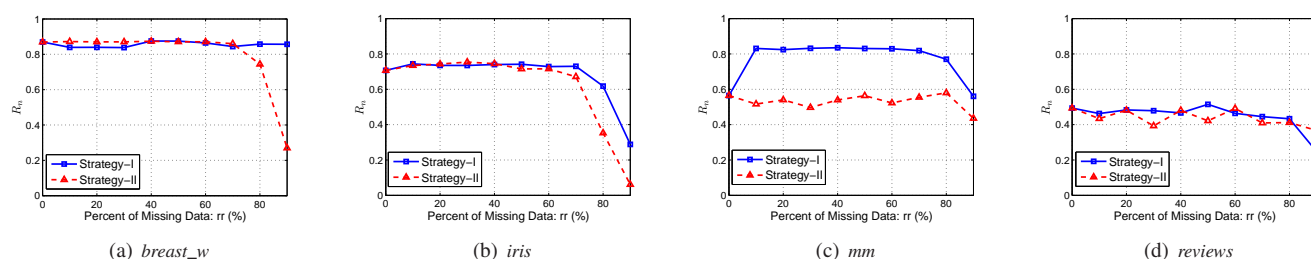 1
0.8
0.6
0.4
0.2
0
R_n
0 20 40 60 80
Percent of Missing Data: rr (%)
Strategy-I
Strategy-II
(a) breast_w
1
0.8
0.6
0.4
0.2
0
R_n
0 20 40 60 80
Percent of Missing Data: rr (%)
Strategy-I
Strategy-II
(b) iris
1
0.8
0.6
0.4
0.2
0
R_n
0 20 40 60 80
Percent of Missing Data: rr (%)
Strategy-I
Strategy-II
(c) mm
1
0.8
0.6
0.4
0.2
0
R_n
0 20 40 60 80
Percent of Missing Data: rr (%)
Strategy-I
Strategy-II
(d) reviews